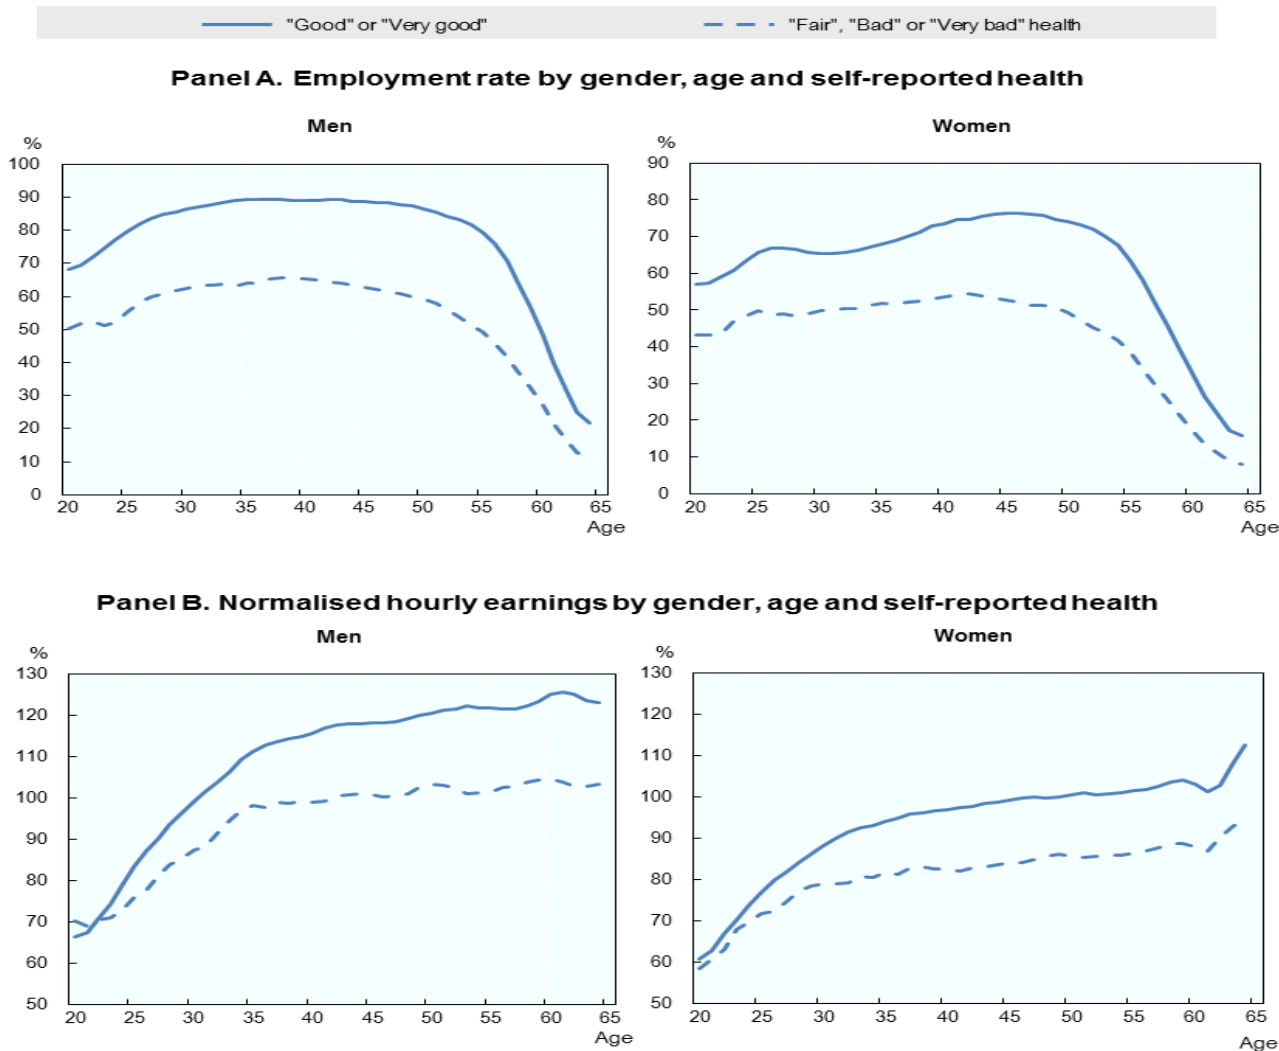 "Good" or "Very good" "Fair", "Bad" or "Very bad" health
Panel A. Employment rate by gender, age and self-reported health
Men
%
100
90
80
70
60
50
40
30
20
10
0
20 25 30 35 40 45 50 55 60 65
Age
Women
%
90
80
70
60
50
40
30
20
10
0
20 25 30 35 40 45 50 55 60 65
Age
Panel B. Normalised hourly earnings by gender, age and self-reported health
Men
%
130
120
110
100
90
80
70
60
50
20 25 30 35 40 45 50 55 60 65
Age
Women
%
130
120
110
100
90
80
70
60
50
20 25 30 35 40 45 50 55 60 65
Age